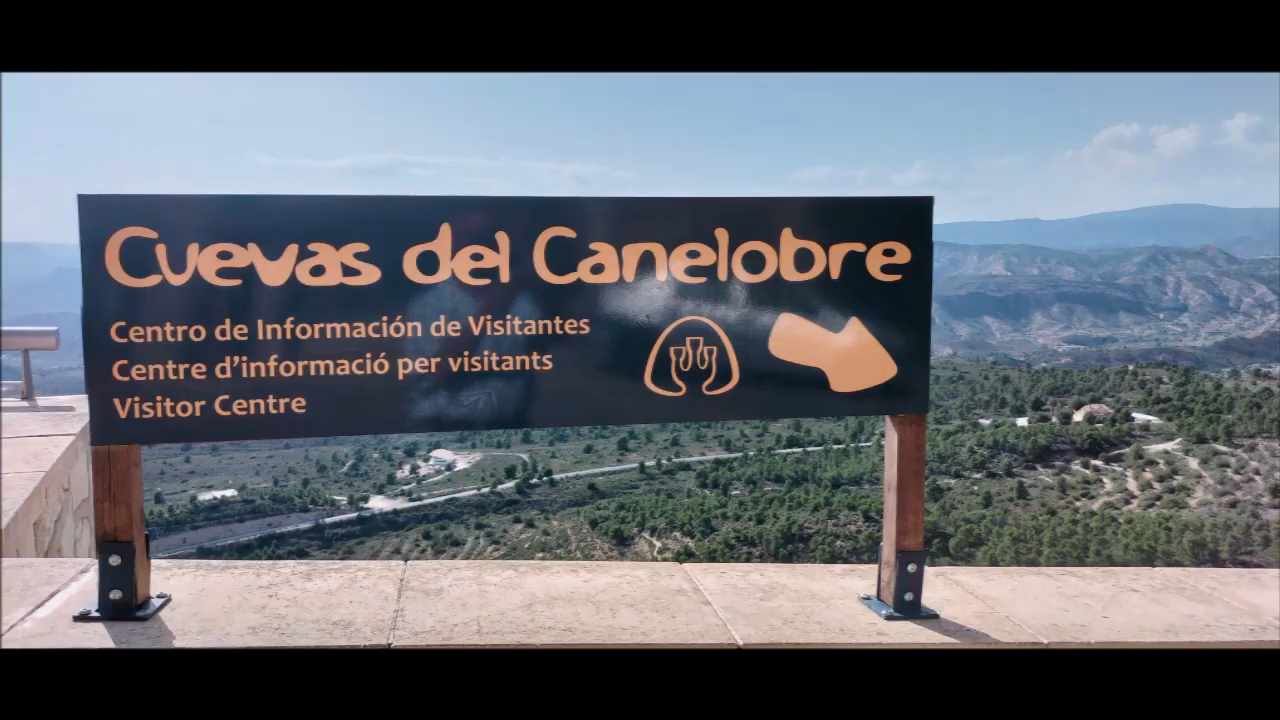 Cuevas del Canelobre
Centro de Información de Visitantes
Centre d'informació per visitants
Visitor Centre